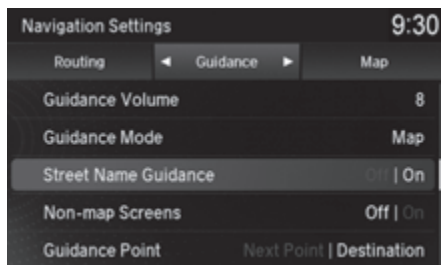 Navigation Settings 9:30
Routing ◄ Guidance ► Map
Guidance Volume 8
Guidance Mode Map
Street Name Guidance Off | On
Non-map Screens Off | On
Guidance Point Next Point | Destination